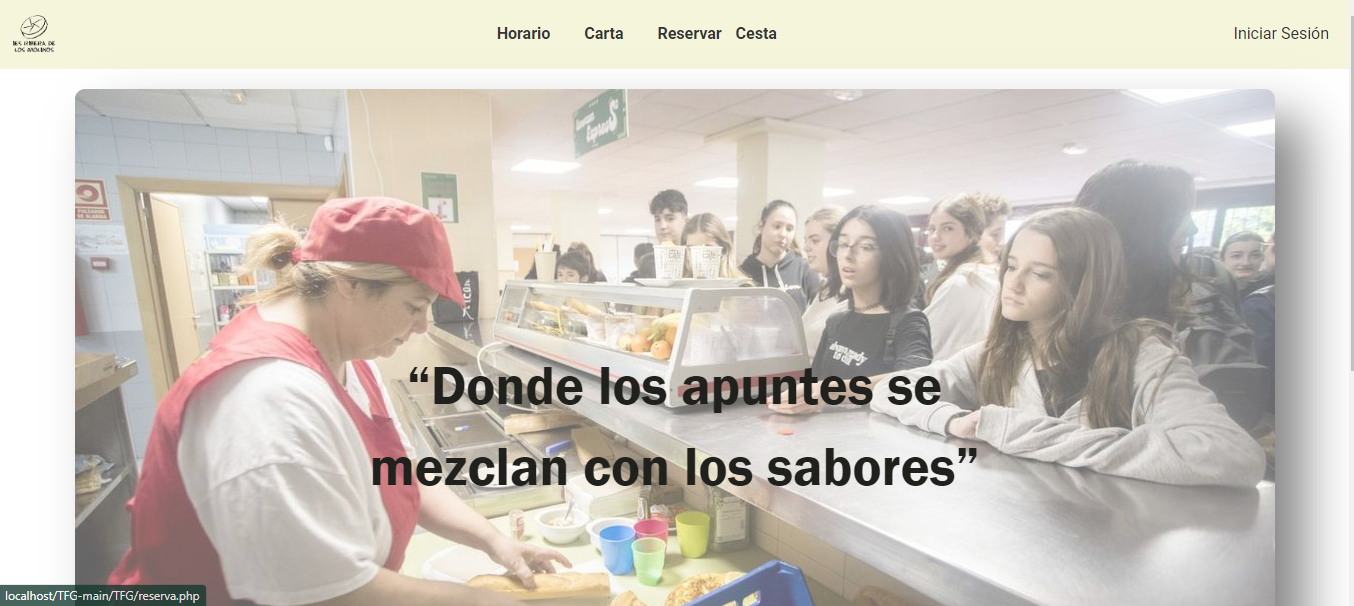 IES RIBERA DE
LOS MOLINOS
Horario Carta Reservar Cesta
Iniciar Sesión
“Donde los apuntes se
mezclan con los sabores”
localhost/TFG-main/TFG/reserva.php